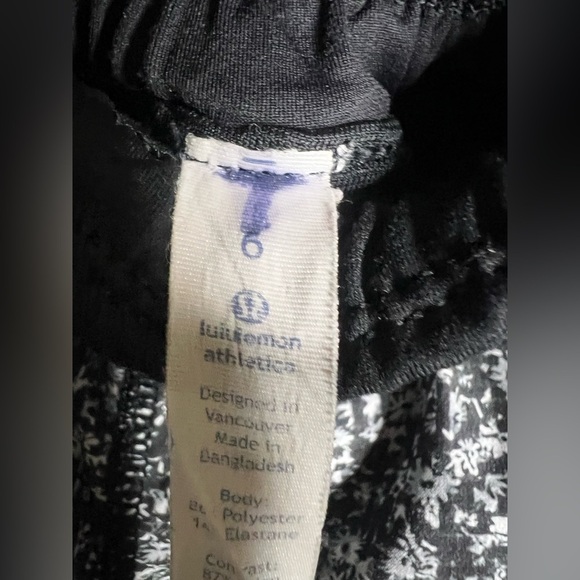 T
6
lululemon
athletica
Designed in
Vancouver
Made in
Bangladesh
Body:
Polyester
Elastane